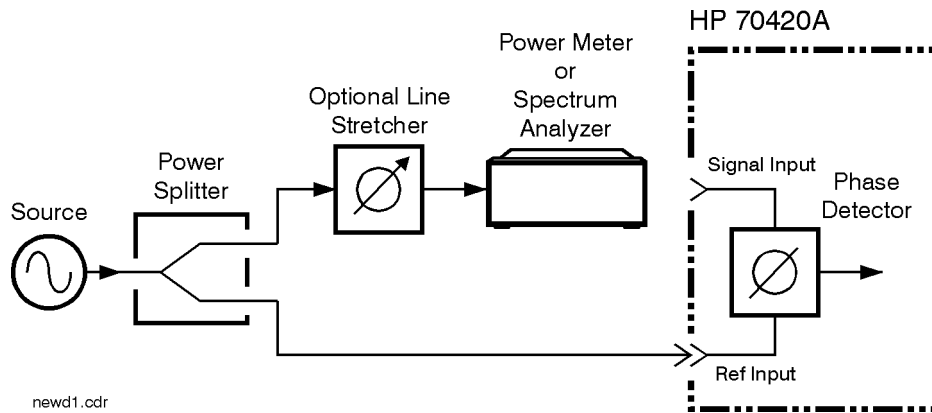 HP 70420A
Power Meter
or
Spectrum
Analyzer
Optional Line
Stretcher
Power
Splitter
Source
Signal Input
Phase
Detector
Ref Input
newd1.cdr